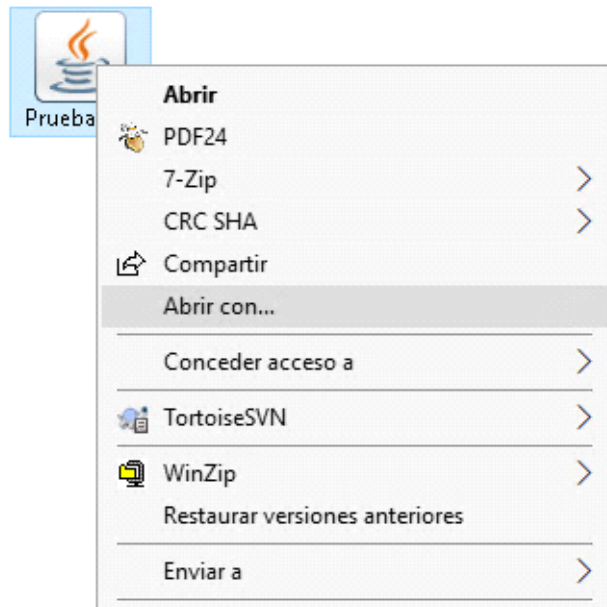 Prueba
Abrir
PDF24
7-Zip
CRC SHA
Compartir
Abrir con...
Conceder acceso a
TortoiseSVN
WinZip
Restaurar versiones anteriores
Enviar a